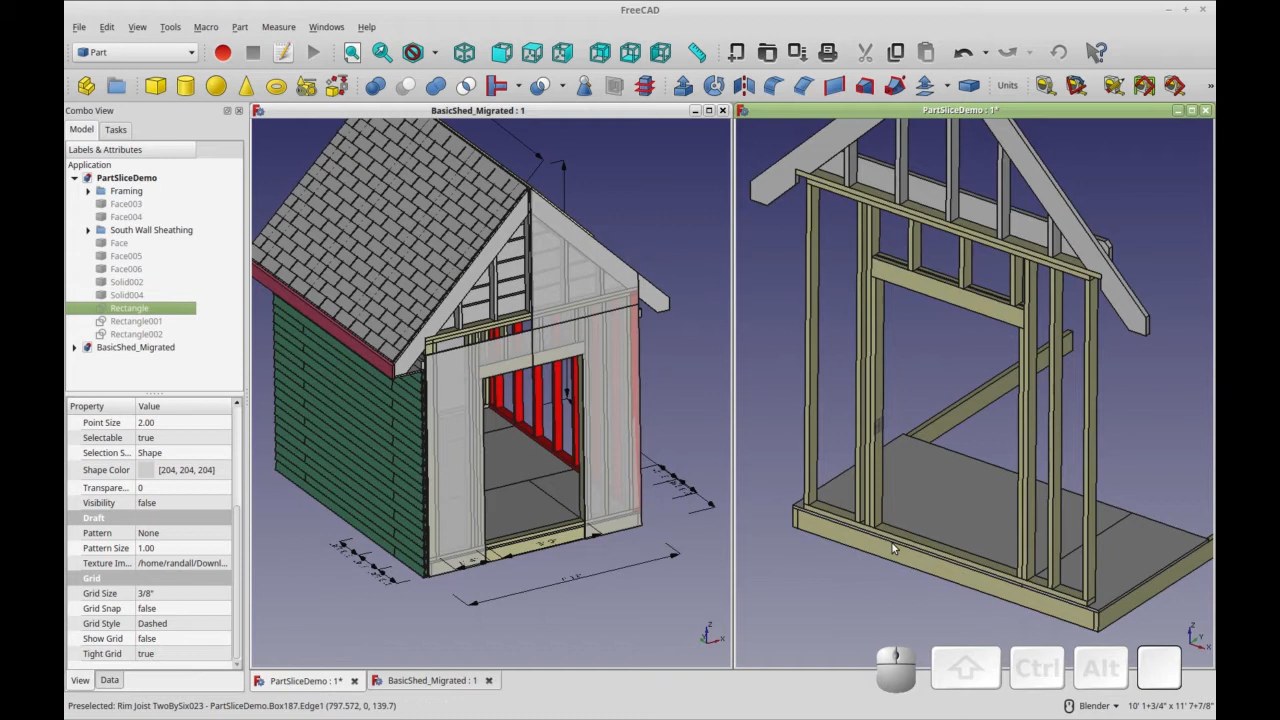 FreeCAD
File Edit View Tools Macro Part Measure Windows Help
Part
Units »
Combo View
BasicShed_Migrated : 1
PartSliceDemo : 1*
Model Tasks
Labels & Attributes
Application
PartSliceDemo
Framing
Face003
Face004
South Wall Sheathing
Face
Face005
Face006
Solid002
Solid004
Rectangle
Rectangle001
Rectangle002
BasicShed_Migrated
Property Value
Point Size 2.00
Selectable true
Selection S... Shape
Shape Color [204, 204, 204]
Transpare... 0
Visibility false
Draft
Pattern None
Pattern Size 1.00
Texture Im... /home/randall/Downl...
Grid
Grid Size 3/8"
Grid Snap false
Grid Style Dashed
Show Grid false
Tight Grid true
View Data
PartSliceDemo : 1*
BasicShed_Migrated : 1
Z
X
Z
Y
X
Ctrl Alt
Preselected: Rim Joist TwoBySix023 - PartSliceDemo.Box187.Edge1 (797.572, 0, 139.7)
Blender 10' 1+3/4" x 11' 7+7/8"